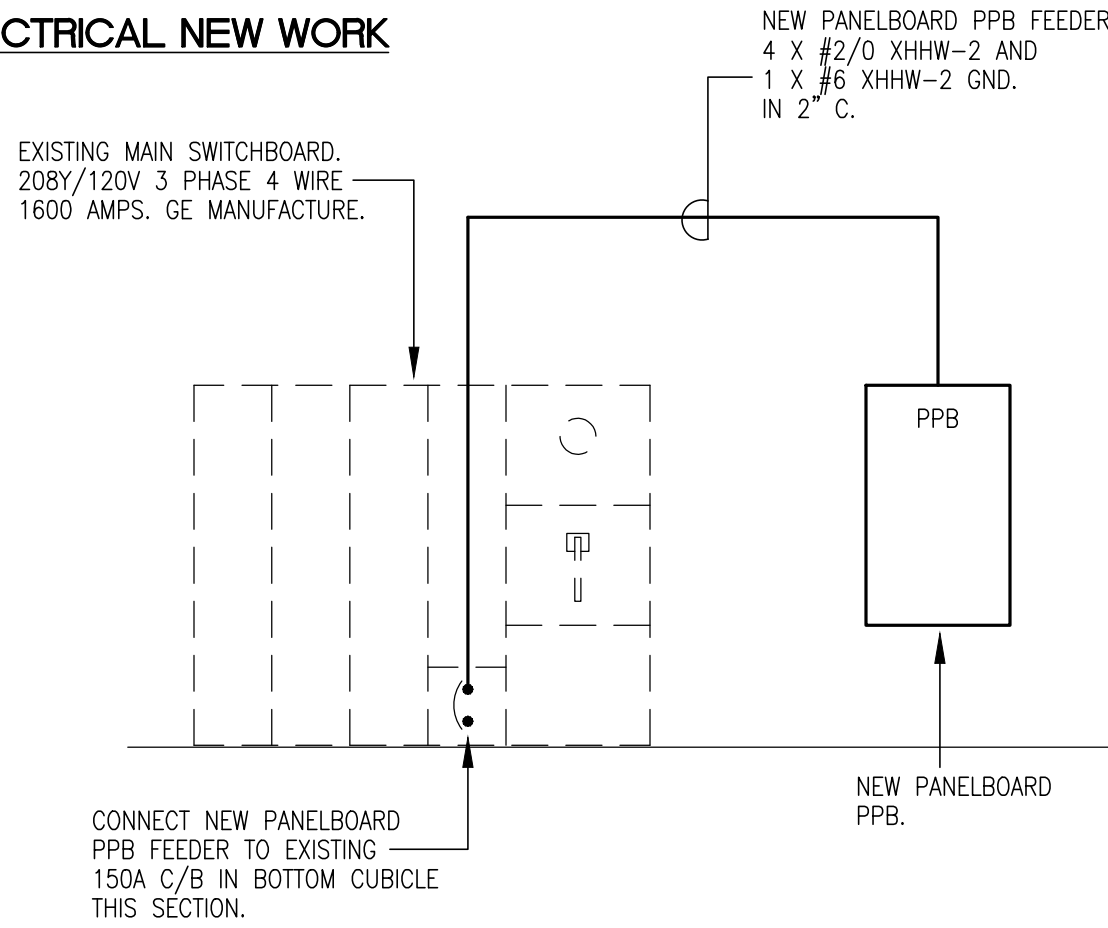 CTRICAL NEW WORK
NEW PANELBOARD PPB FEEDER
4 X #2/0 XHHW-2 AND
1 X #6 XHHW-2 GND.
IN 2" C.
EXISTING MAIN SWITCHBOARD.
208Y/120V 3 PHASE 4 WIRE
1600 AMPS. GE MANUFACTURE.
PPB
NEW PANELBOARD
PPB.
CONNECT NEW PANELBOARD
PPB FEEDER TO EXISTING
150A C/B IN BOTTOM CUBICLE
THIS SECTION.